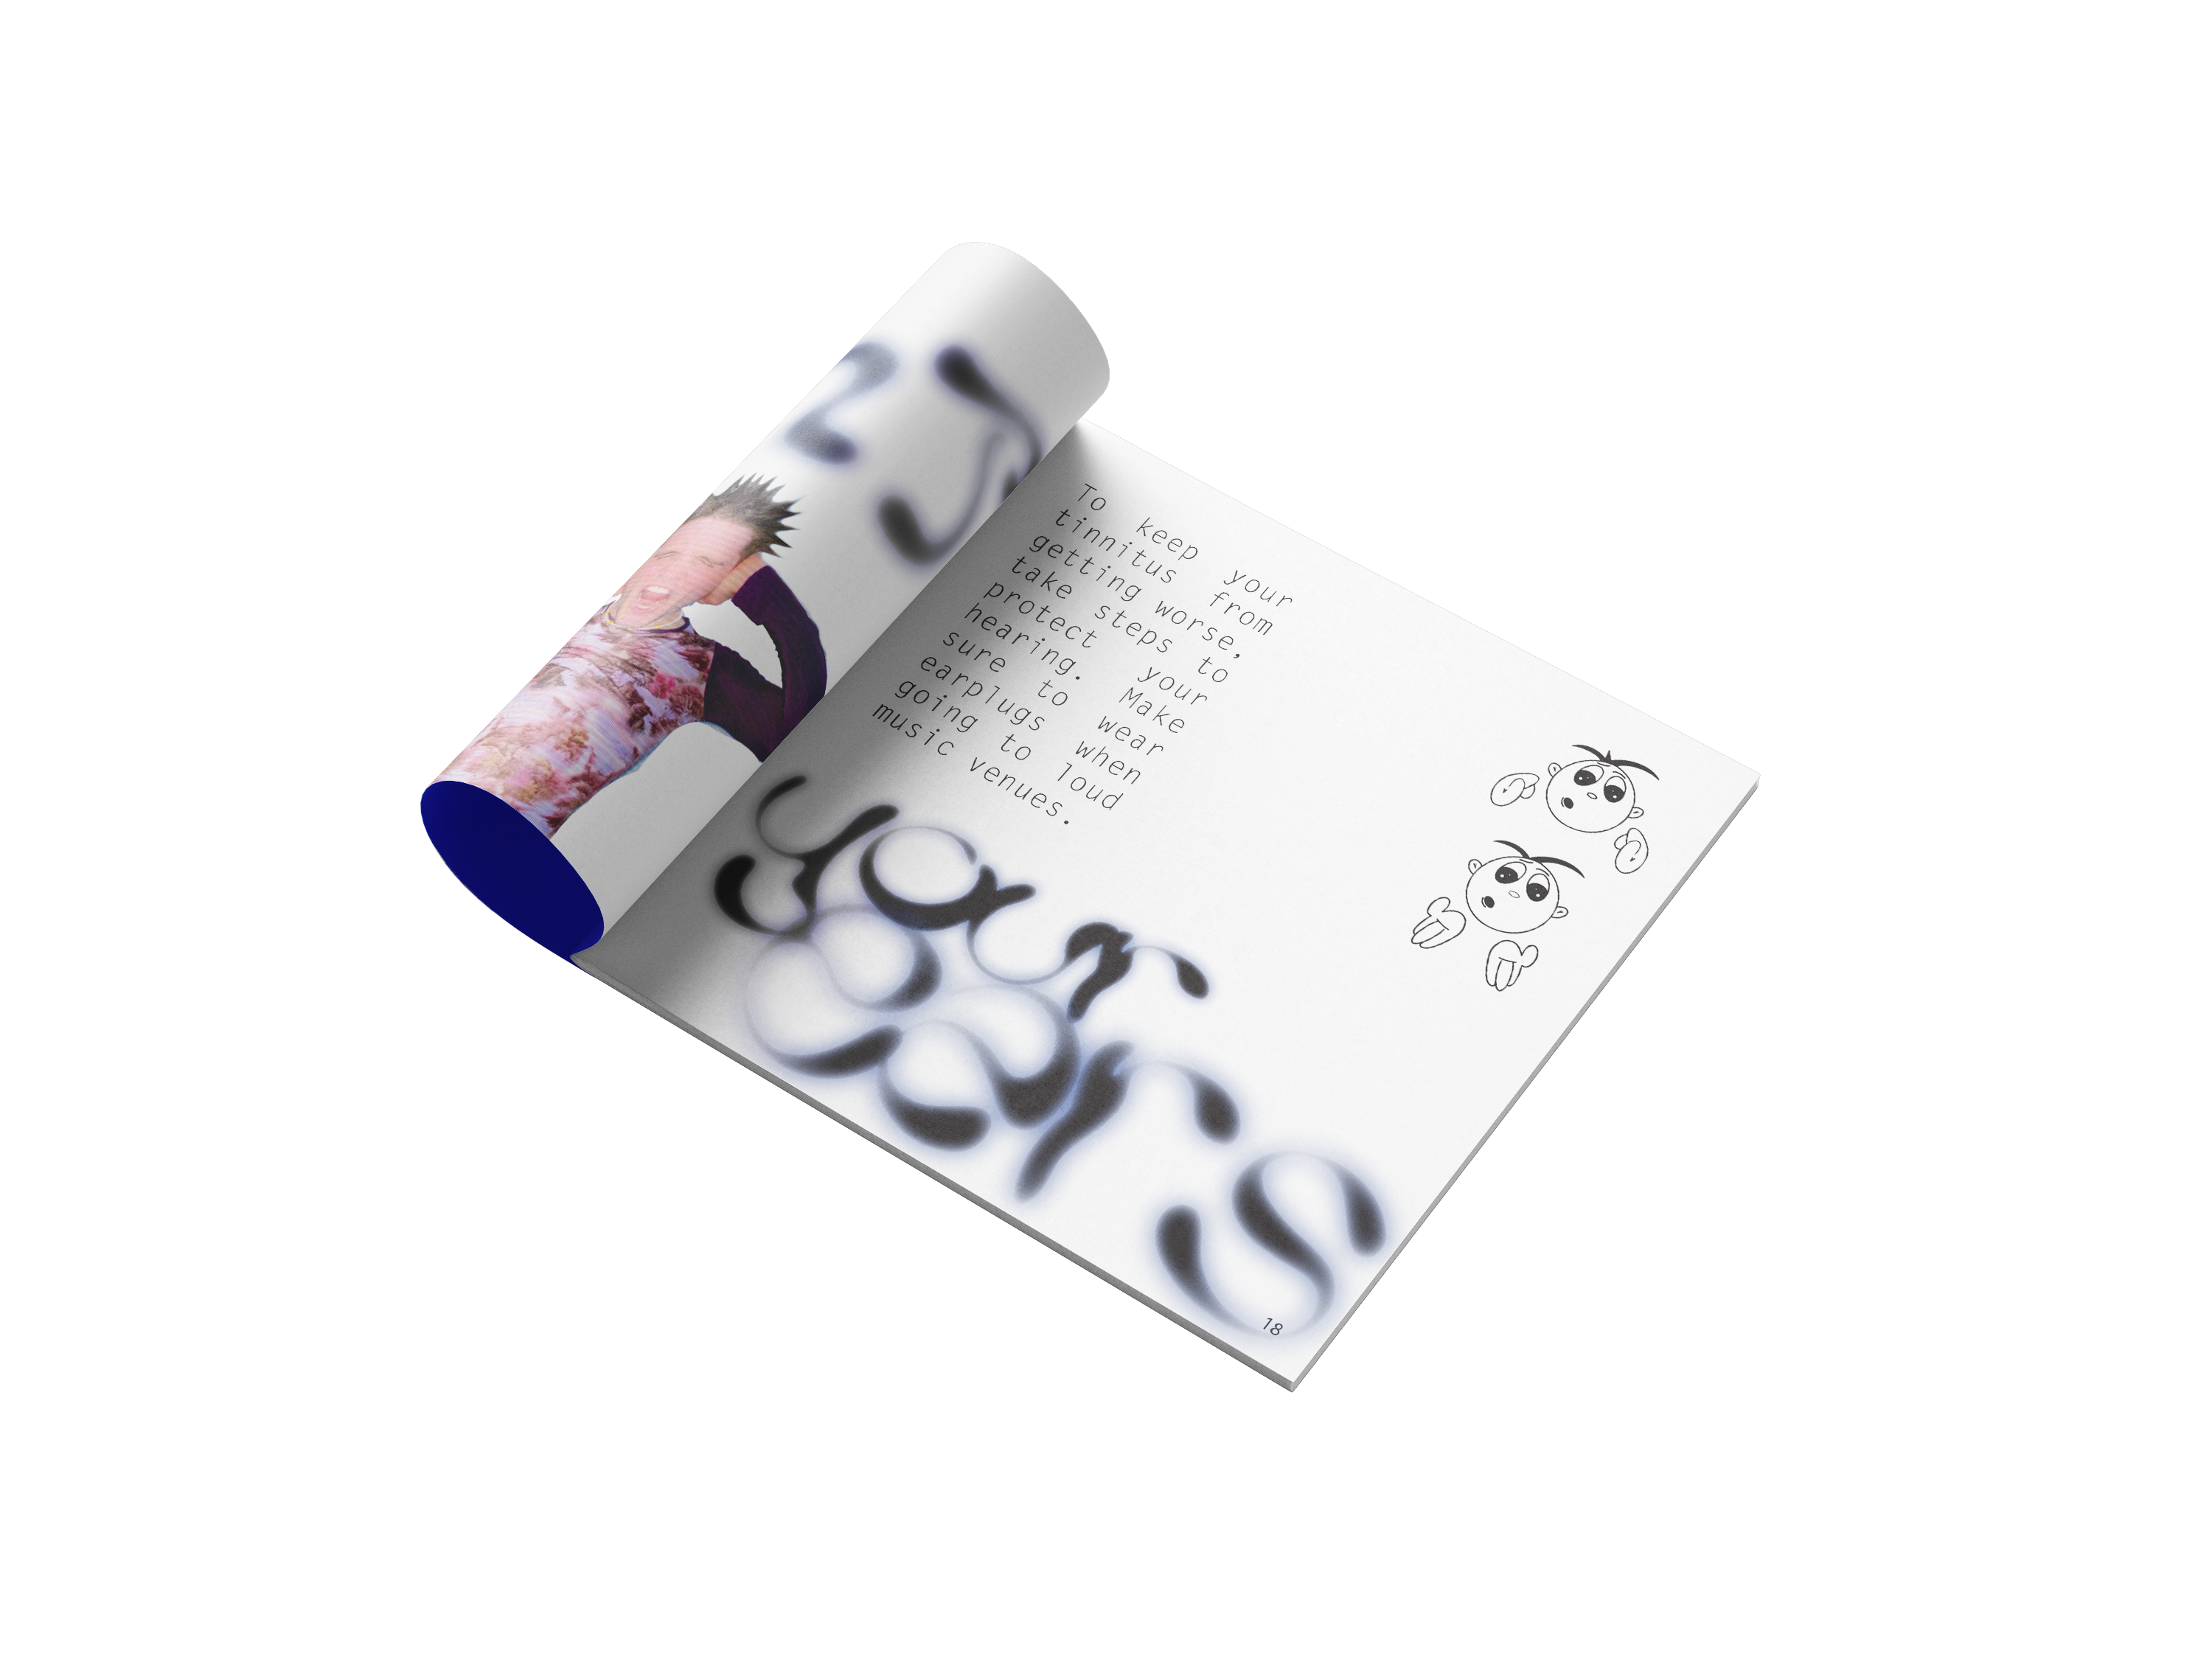 To keep your
tinnitus from
getting worse,
take steps to
protect your
hearing. Make
sure to wear
earplugs when
going to loud
music venues.
your
ears
18